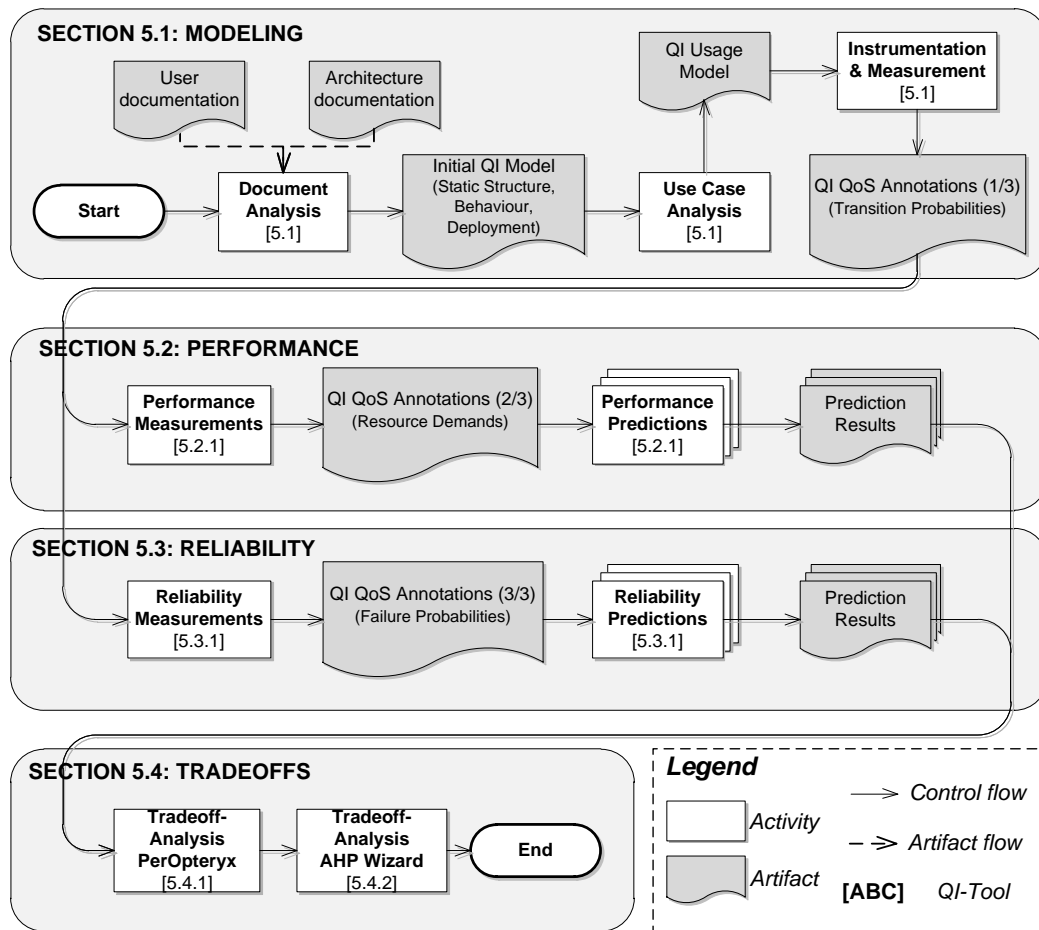 SECTION 5.1: MODELING
User
documentation
Architecture
documentation
QI Usage
Model
Instrumentation
& Measurement
[5.1]
Start
Document
Analysis
[5.1]
Initial QI Model
(Static Structure,
Behaviour,
Deployment)
Use Case
Analysis
[5.1]
QI QoS Annotations (1/3)
(Transition Probabilities)
SECTION 5.2: PERFORMANCE
Performance
Measurements
[5.2.1]
QI QoS Annotations (2/3)
(Resource Demands)
Performance
Predictions
[5.2.1]
Prediction
Results
SECTION 5.3: RELIABILITY
Reliability
Measurements
[5.3.1]
QI QoS Annotations (3/3)
(Failure Probabilities)
Reliability
Predictions
[5.3.1]
Prediction
Results
SECTION 5.4: TRADEOFFS
Tradeoff-
Analysis
PerOpteryx
[5.4.1]
Tradeoff-
Analysis
AHP Wizard
[5.4.2]
End
Legend
Activity
Artifact
Control flow
Artifact flow
[ABC] QI-Tool